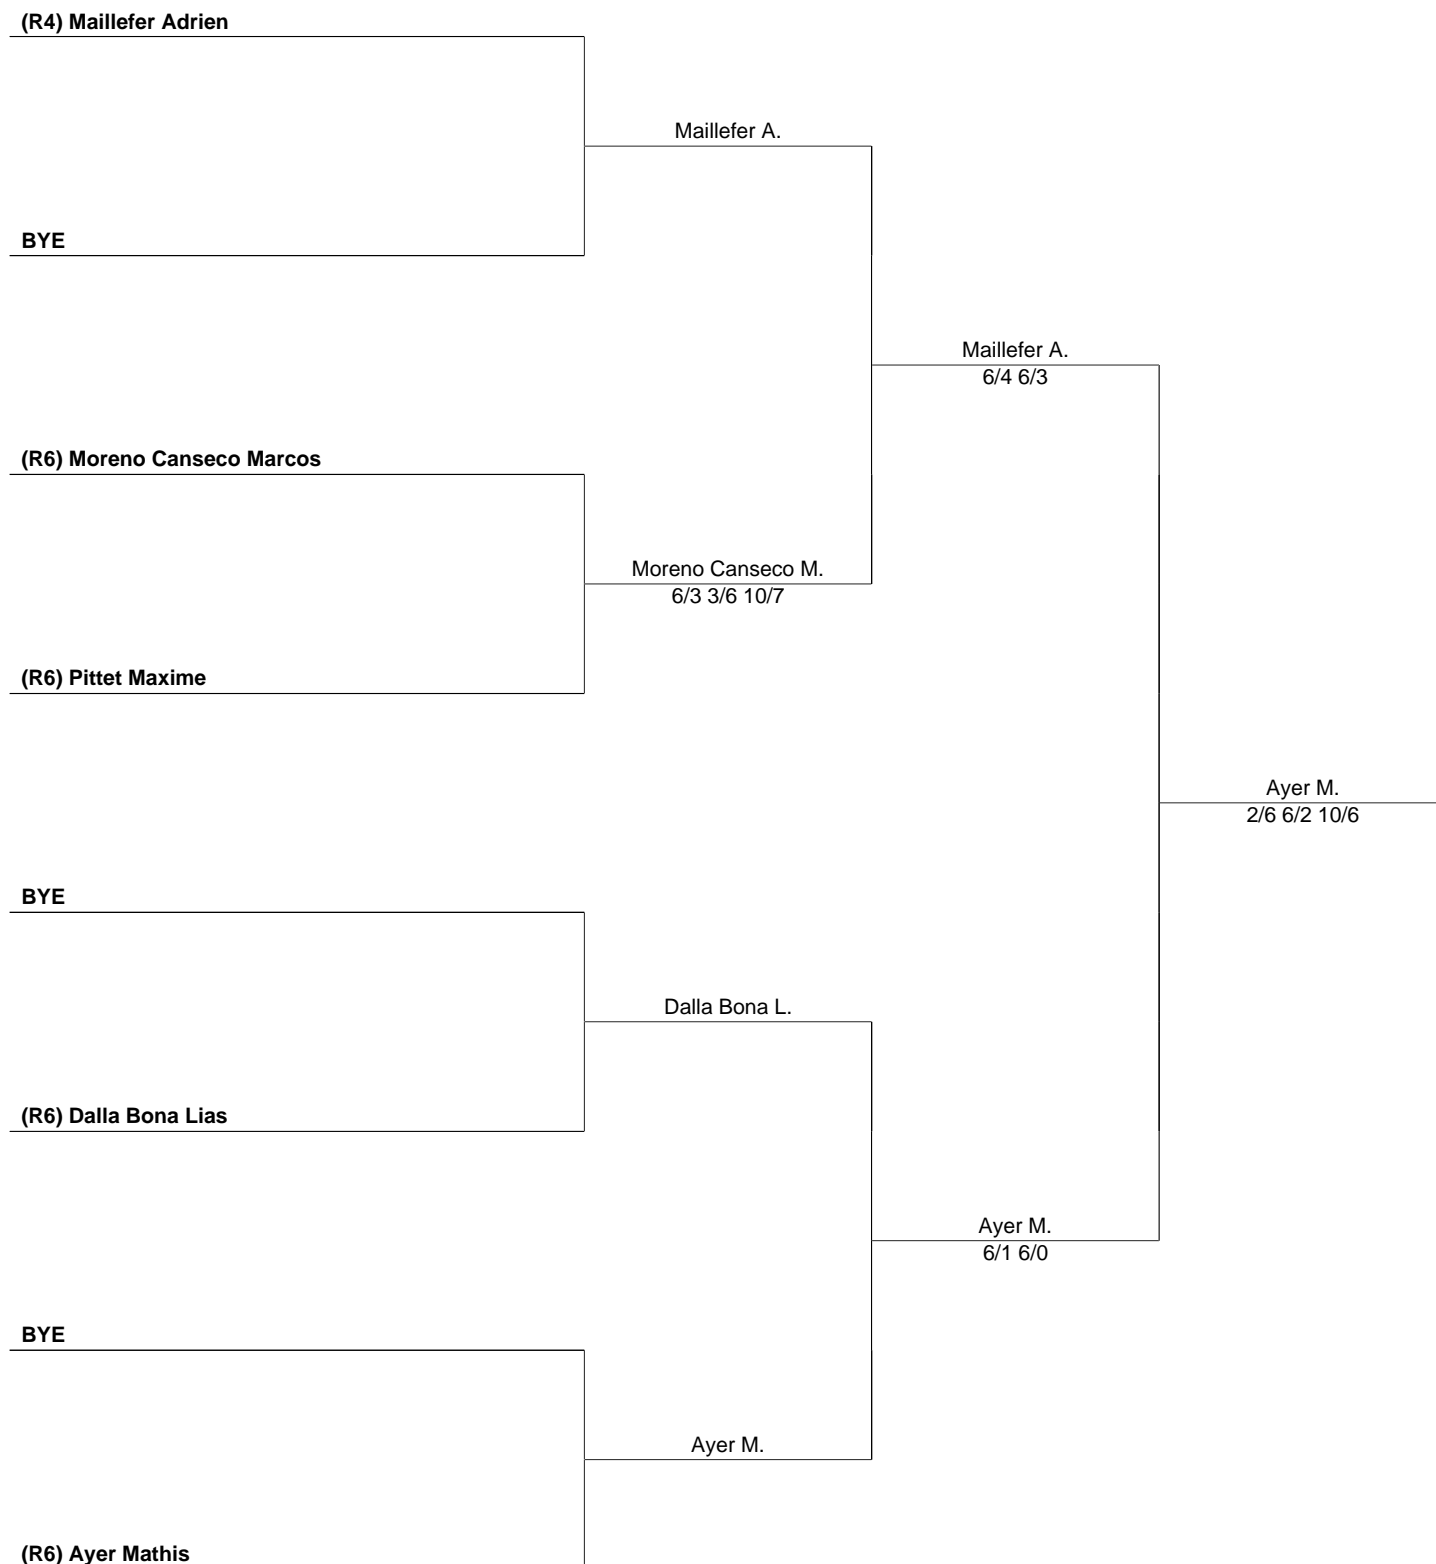 (R4) Maillefer Adrien
Maillefer A.
BYE
Maillefer A.
6/4 6/3
(R6) Moreno Canseco Marcos
Moreno Canseco M.
6/3 3/6 10/7
(R6) Pittet Maxime
Ayer M.
2/6 6/2 10/6
BYE
Dalla Bona L.
(R6) Dalla Bona Lias
Ayer M.
6/1 6/0
BYE
Ayer M.
(R6) Ayer Mathis